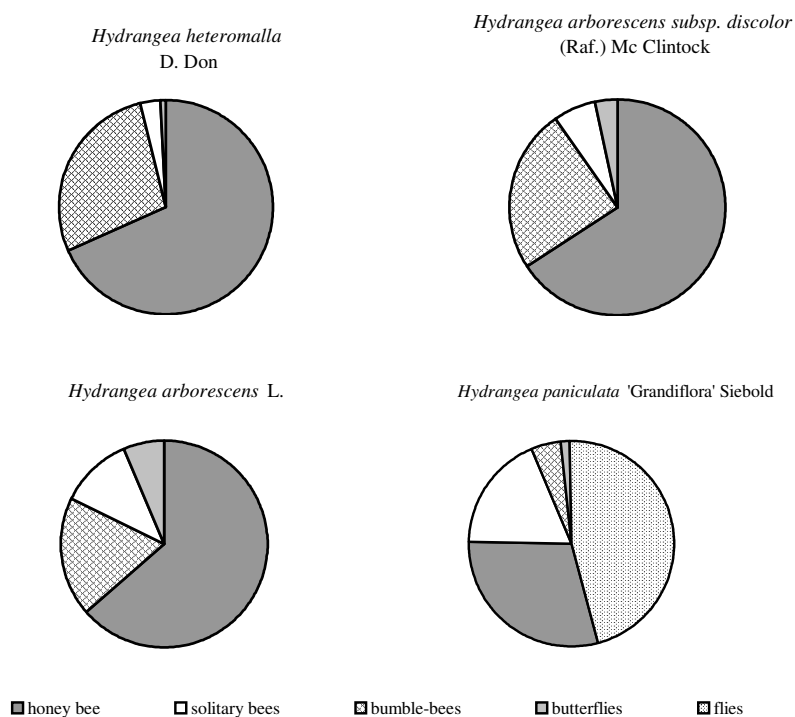 Hydrangea heteromalla
D. Don
Hydrangea arborescens subsp. discolor
(Raf.) Mc Clintock
Hydrangea arborescens L.
Hydrangea paniculata 'Grandiflora' Siebold
honey bee
solitary bees
bumble-bees
butterflies
flies